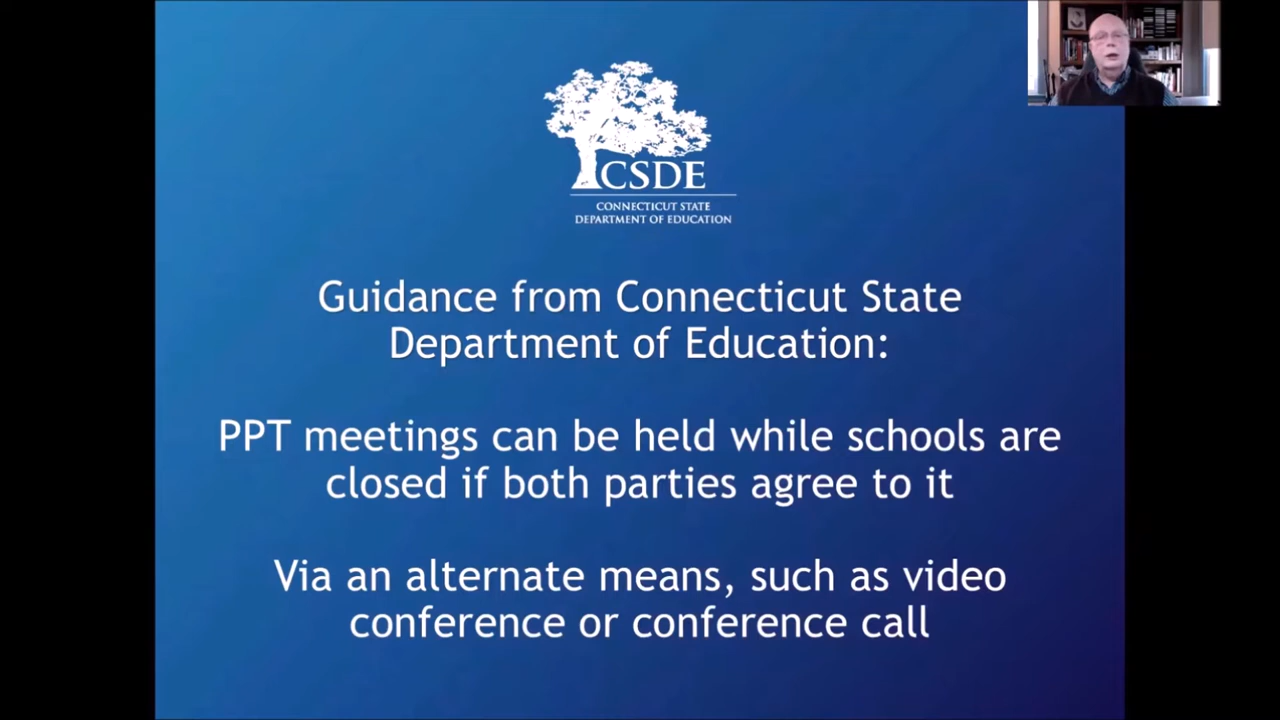 CSDE
CONNECTICUT STATE
DEPARTMENT OF EDUCATION
Guidance from Connecticut State
Department of Education:
PPT meetings can be held while schools are
closed if both parties agree to it
Via an alternate means, such as video
conference or conference call